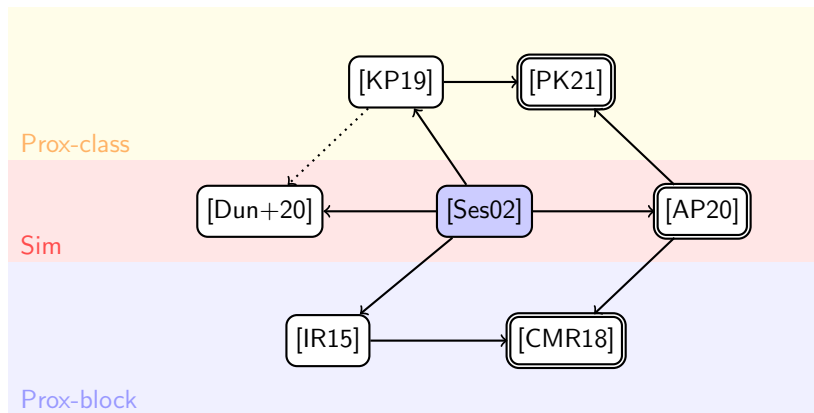 [KP19] [PK21]
Prox-class
[Dun+20] [Ses02] [AP20]
Sim
[IR15] [CMR18]
Prox-block